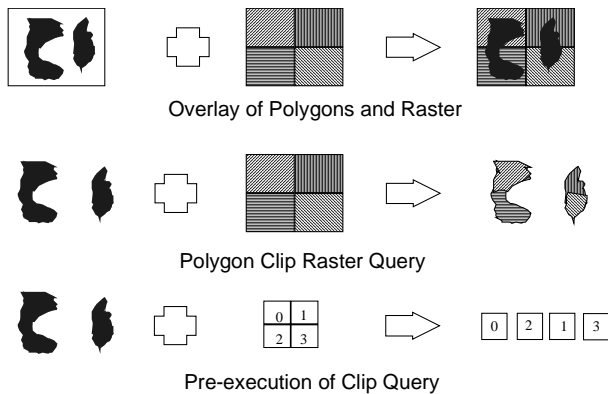 Overlay of Polygons and Raster
Polygon Clip Raster Query
0 1
2 3
0 2 1 3
Pre-execution of Clip Query